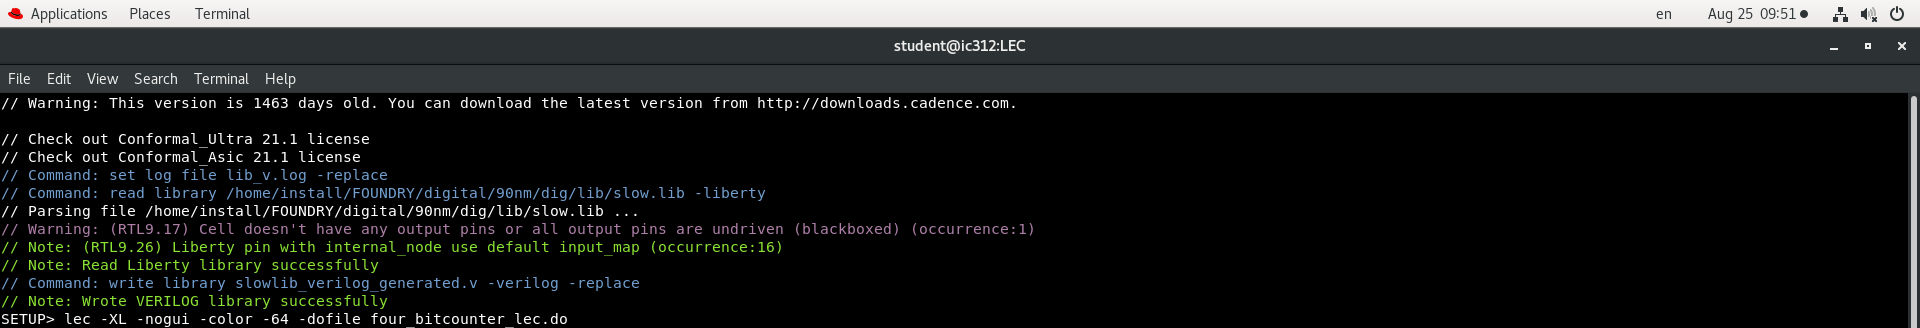 Applications Places Terminal en Aug 25 09:51
student@ic312:LEC
File Edit View Search Terminal Help
// Warning: This version is 1463 days old. You can download the latest version from http://downloads.cadence.com.
// Check out Conformal_Ultra 21.1 license
// Check out Conformal_Asic 21.1 license
// Command: set log file lib_v.log -replace
// Command: read library /home/install/FOUNDRY/digital/90nm/dig/lib/slow.lib -liberty
// Parsing file /home/install/FOUNDRY/digital/90nm/dig/lib/slow.lib ...
// Warning: (RTL9.17) Cell doesn't have any output pins or all output pins are undriven (blackboxed) (occurrence:1)
// Note: (RTL9.26) Liberty pin with internal_node use default input_map (occurrence:16)
// Note: Read Liberty library successfully
// Command: write library slowlib_verilog_generated.v -verilog -replace
// Note: Wrote VERILOG library successfully
SETUP> lec -XL -nogui -color -64 -dofile four_bitcounter_lec.do